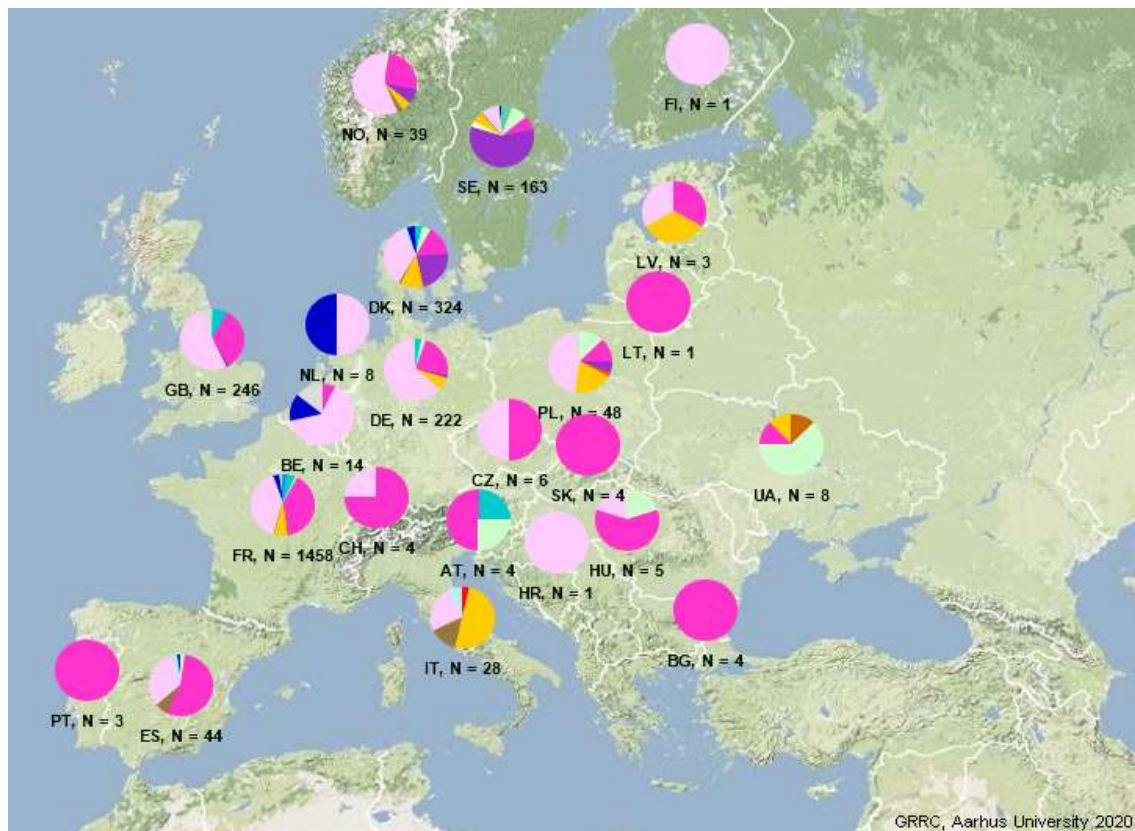 FI, N = 1
NO, N = 39
SE, N = 163
LV, N = 3
DK, N = 324
LT, N = 1
NL, N = 8
GB, N = 246
DE, N = 222
PL, N = 48
BE, N = 14
CZ, N = 6
SK, N = 4
UA, N = 8
FR, N = 1458
CH, N = 4
AT, N = 4
HU, N = 5
HR, N = 1
IT, N = 28
BG, N = 4
PT, N = 3
ES, N = 44
GRRC, Aarhus University 2020